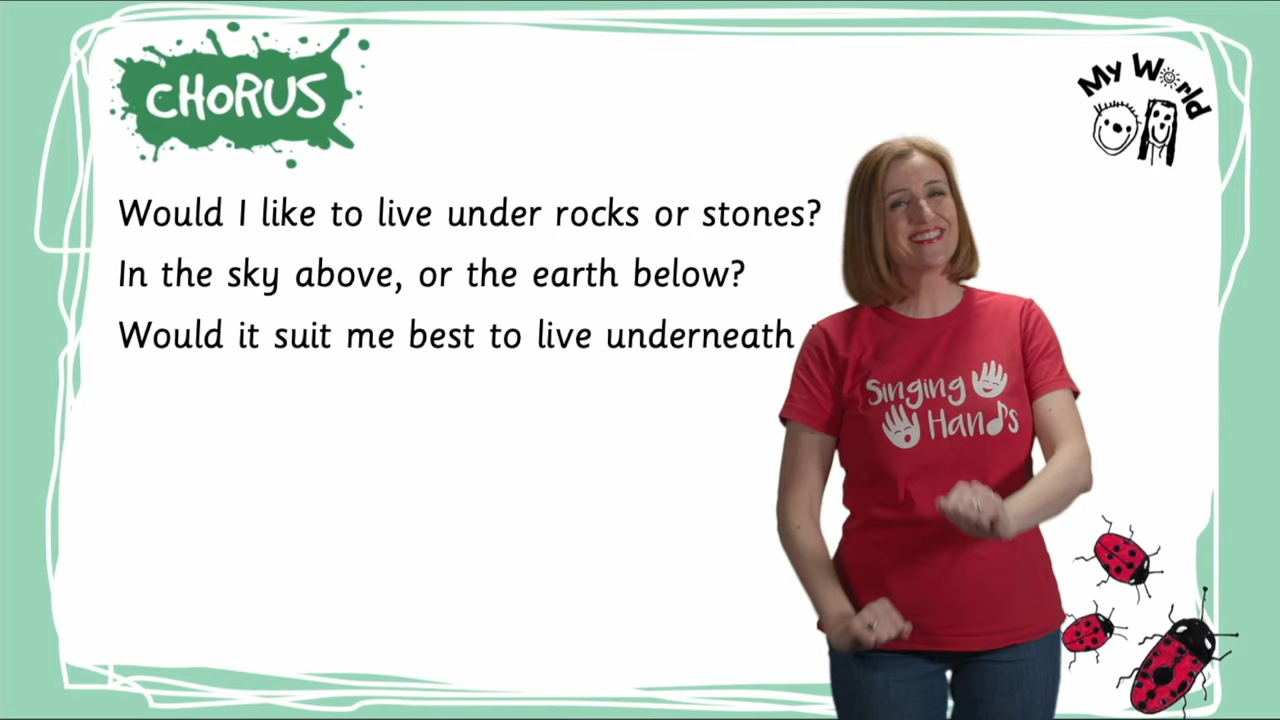 CHORUS
My World
Would I like to live under rocks or stones?
In the sky above, or the earth below?
Would it suit me best to live underneath
Singing
Hands